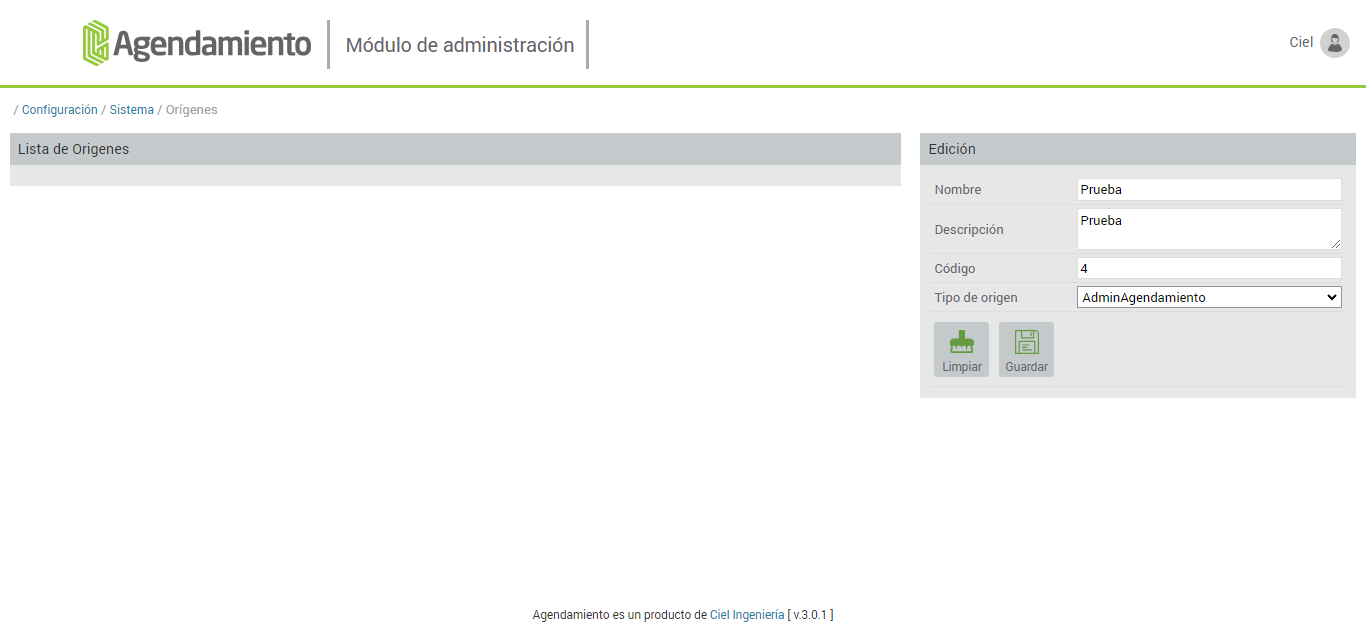 Agendamiento
Módulo de administración
Ciel
/ Configuración / Sistema / Orígenes
Lista de Origenes
Edición
Nombre
Prueba
Descripción
Prueba
Código
4
Tipo de origen
AdminAgendamiento
Limpiar
Guardar
Agendamiento es un producto de Ciel Ingeniería [ v.3.0.1 ]